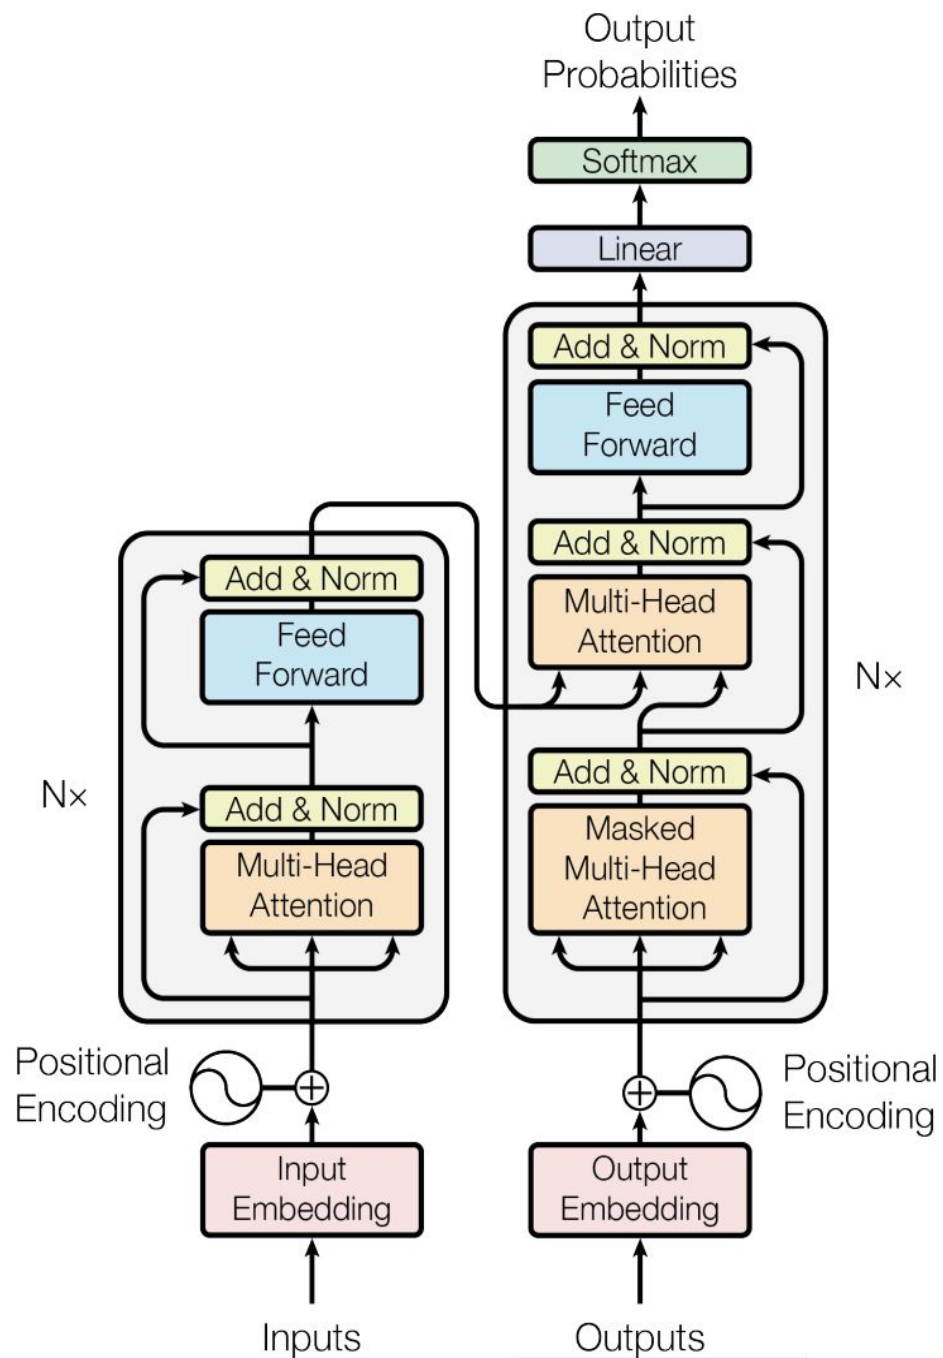 Output
Probabilities
Softmax
Linear
Add & Norm
Feed
Forward
Add & Norm
Multi-Head
Attention
Add & Norm
Masked
Multi-Head
Attention
Nx
Add & Norm
Feed
Forward
Add & Norm
Multi-Head
Attention
Nx
Positional
Encoding
Positional
Encoding
Input
Embedding
Output
Embedding
Inputs
Outputs